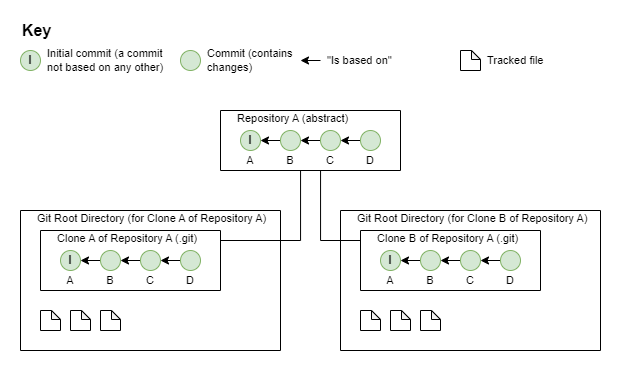 Key
I
Initial commit (a commit
not based on any other)
Commit (contains
changes)
"Is based on"
Tracked file
Repository A (abstract)
I
A B C D
Git Root Directory (for Clone A of Repository A)
Clone A of Repository A (.git)
I
A B C D
Git Root Directory (for Clone B of Repository A)
Clone B of Repository A (.git)
I
A B C D